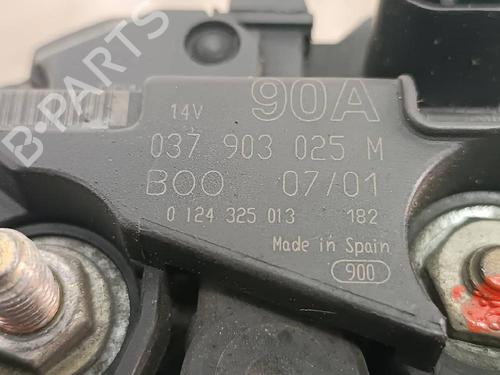 B-PARTS
14V 90A
037 903 025 M
BOO 07/01
0 124 325 013 182
Made in Spain
900